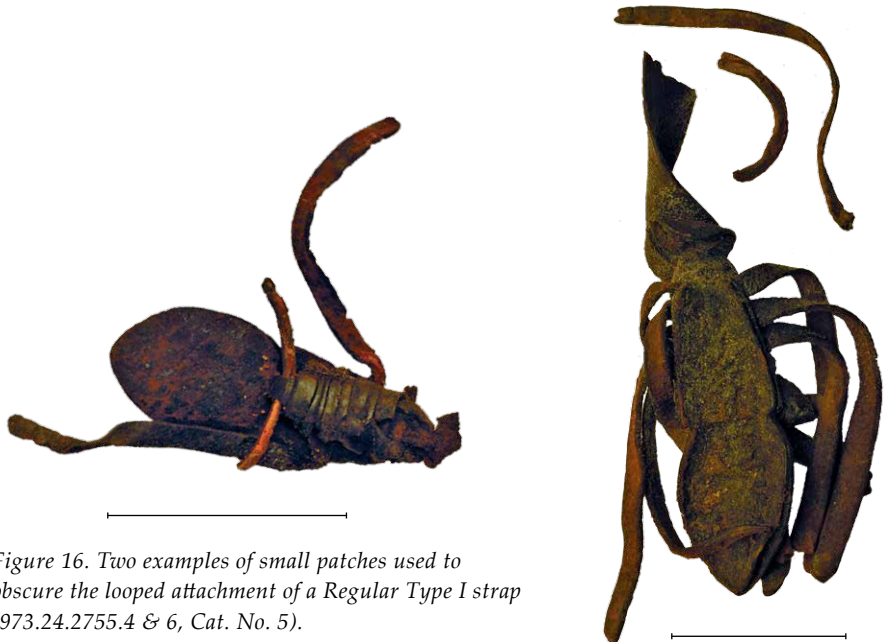 Figure 16. Two examples of small patches used to
obscure the looped attachment of a Regular Type I strap
973.24.2755.4 & 6, Cat. No. 5).